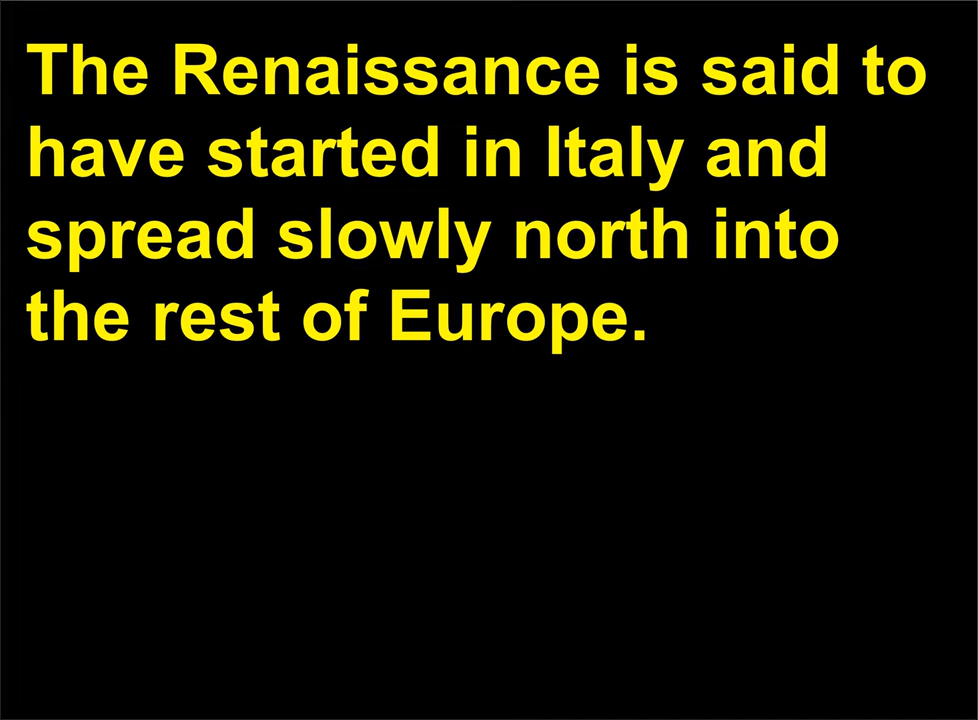 The Renaissance is said to
have started in Italy and
spread slowly north into
the rest of Europe.